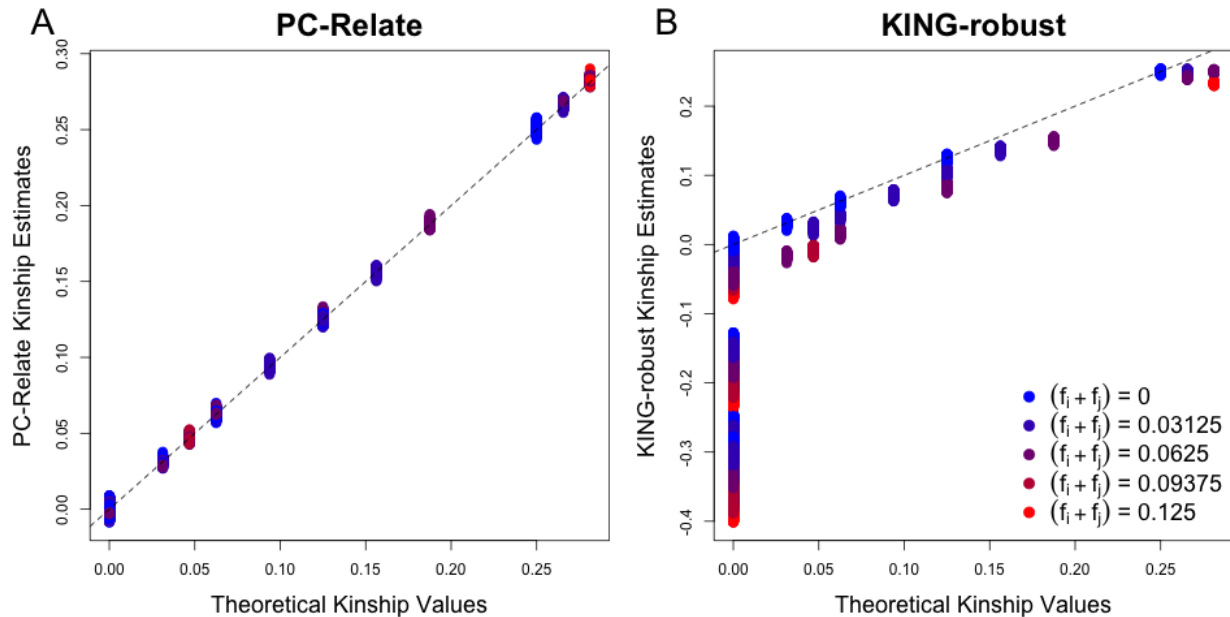 A
PC-Relate
PC-Relate Kinship Estimates
0.30
0.25
0.20
0.15
0.10
0.05
0.00
0.00 0.05 0.10 0.15 0.20 0.25
Theoretical Kinship Values
B
KING-robust
KING-robust Kinship Estimates
0.2
0.1
0.0
-0.1
-0.2
-0.3
-0.4
(fi + fj) = 0
(fi + fj) = 0.03125
(fi + fj) = 0.0625
(fi + fj) = 0.09375
(fi + fj) = 0.125
0.00 0.05 0.10 0.15 0.20 0.25
Theoretical Kinship Values